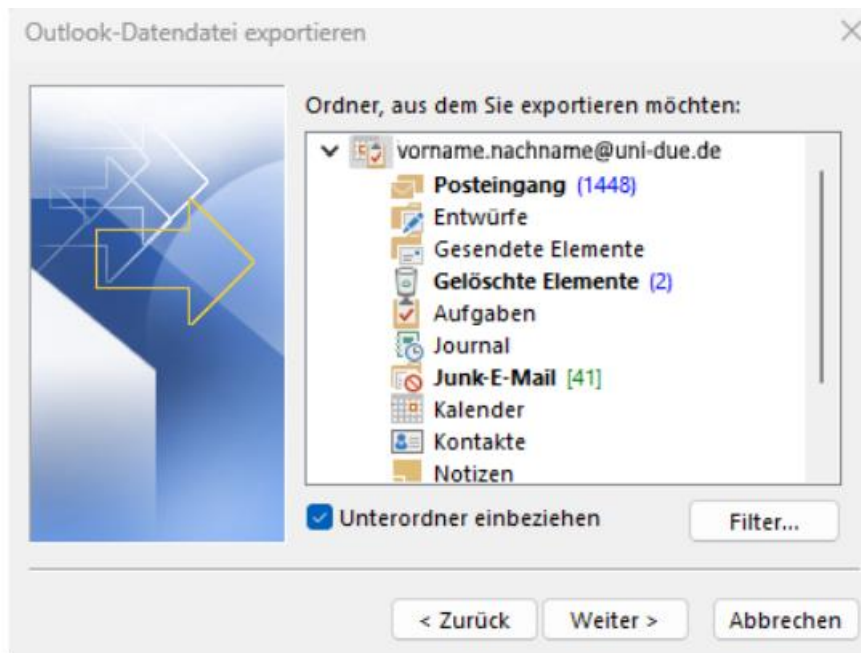 Outlook-Datendatei exportieren
Ordner, aus dem Sie exportieren möchten:
vorname.nachname@uni-due.de
Posteingang (1448)
Entwürfe
Gesendete Elemente
Gelöschte Elemente (2)
Aufgaben
Journal
Junk-E-Mail [41]
Kalender
Kontakte
Notizen
Unterordner einbeziehen
Filter...
< Zurück
Weiter >
Abbrechen